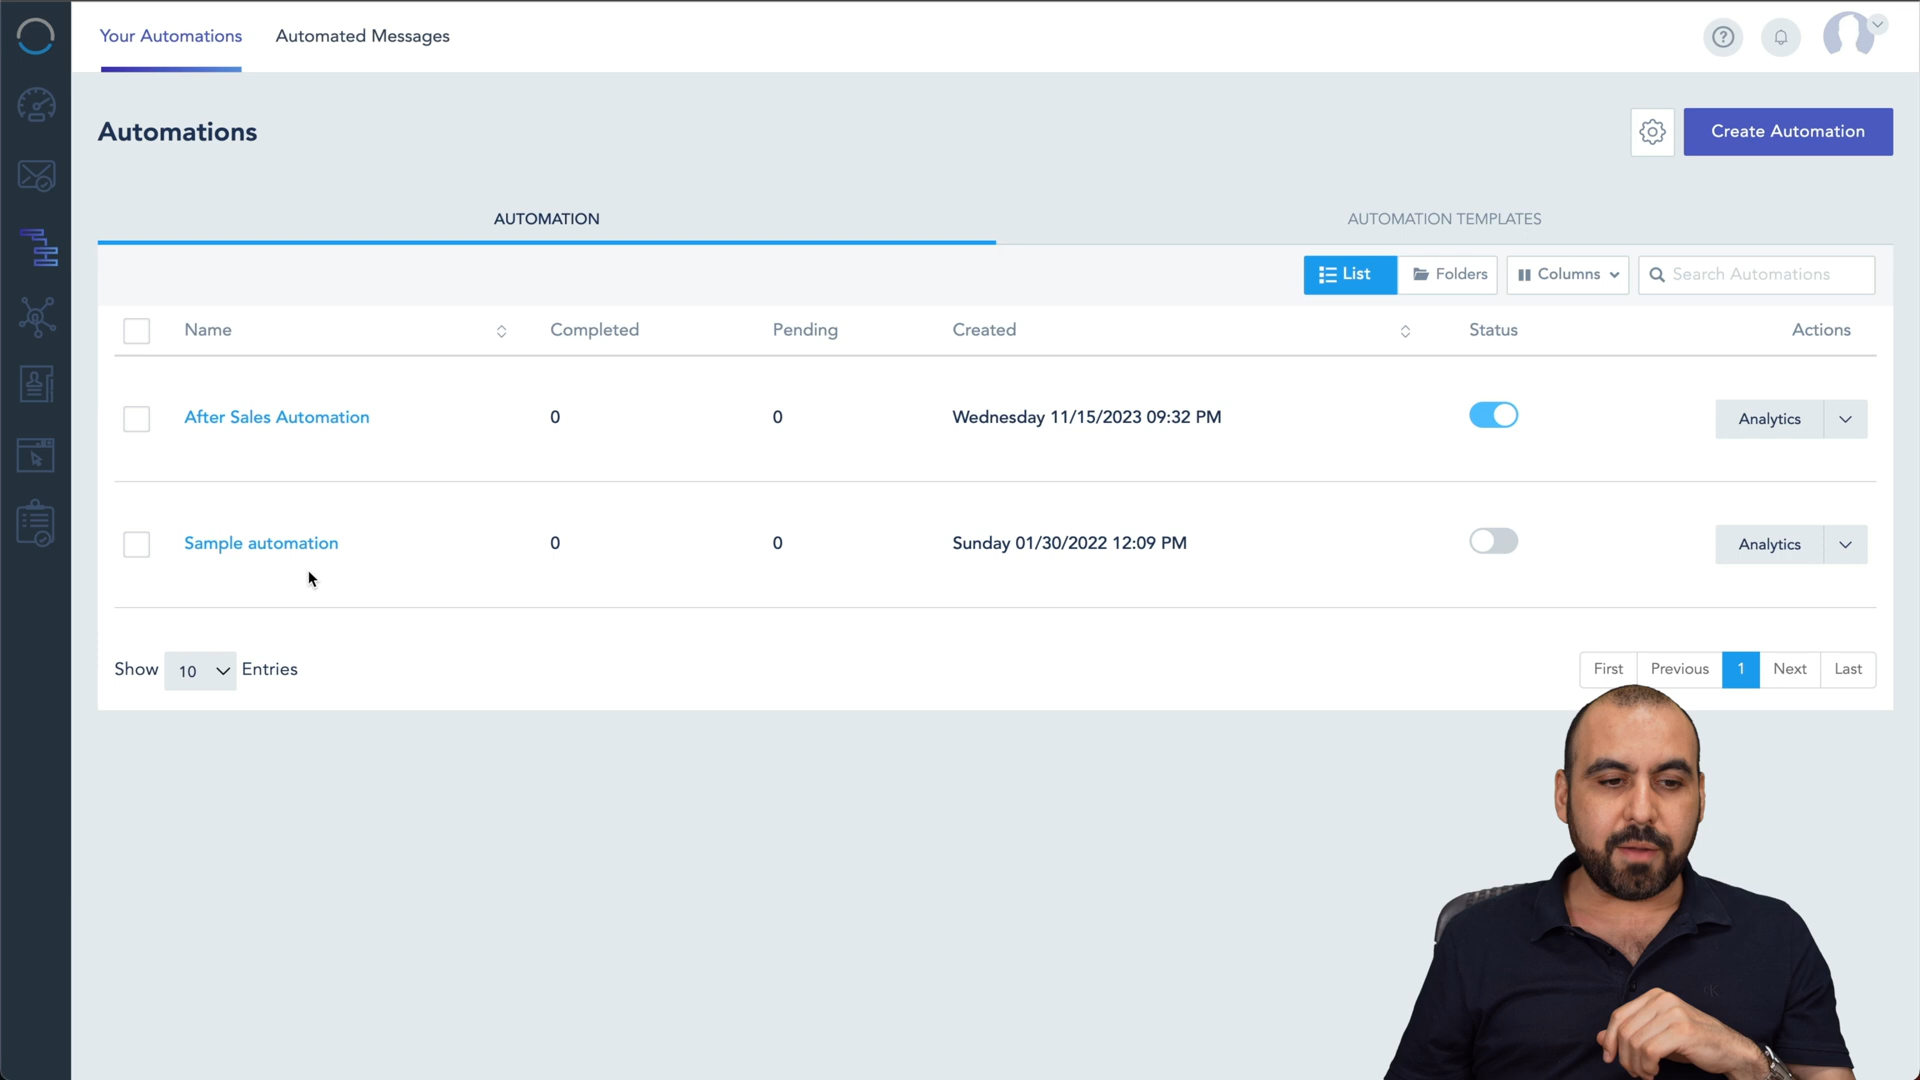 Your Automations Automated Messages
Automations
Create Automation
AUTOMATION AUTOMATION TEMPLATES
List Folders Columns Search Automations
Name Completed Pending Created Status Actions
After Sales Automation 0 0 Wednesday 11/15/2023 09:32 PM Analytics
Sample automation 0 0 Sunday 01/30/2022 12:09 PM Analytics
Show 10 Entries First Previous 1 Next Last